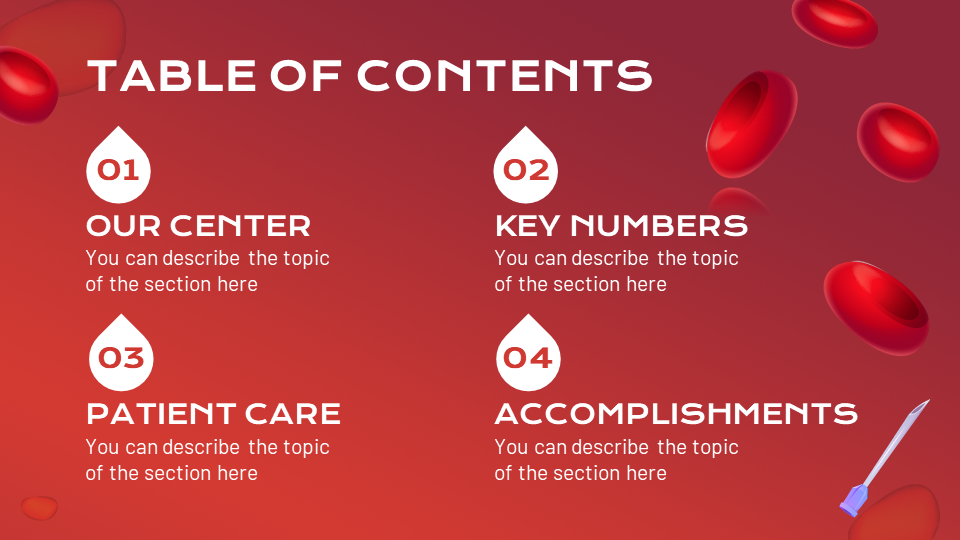 TABLE OF CONTENTS
01
OUR CENTER
You can describe the topic
of the section here
02
KEY NUMBERS
You can describe the topic
of the section here
03
PATIENT CARE
You can describe the topic
of the section here
04
ACCOMPLISHMENTS
You can describe the topic
of the section here